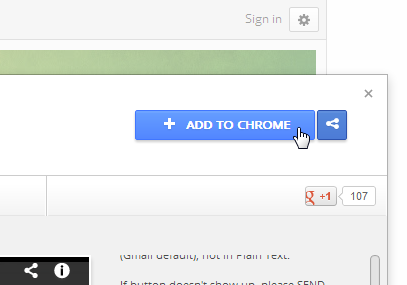 Sign in
ADD TO CHROME
g +1 107
(Gmail default), not in Plain Text.
If button doesn't show up, please SEND